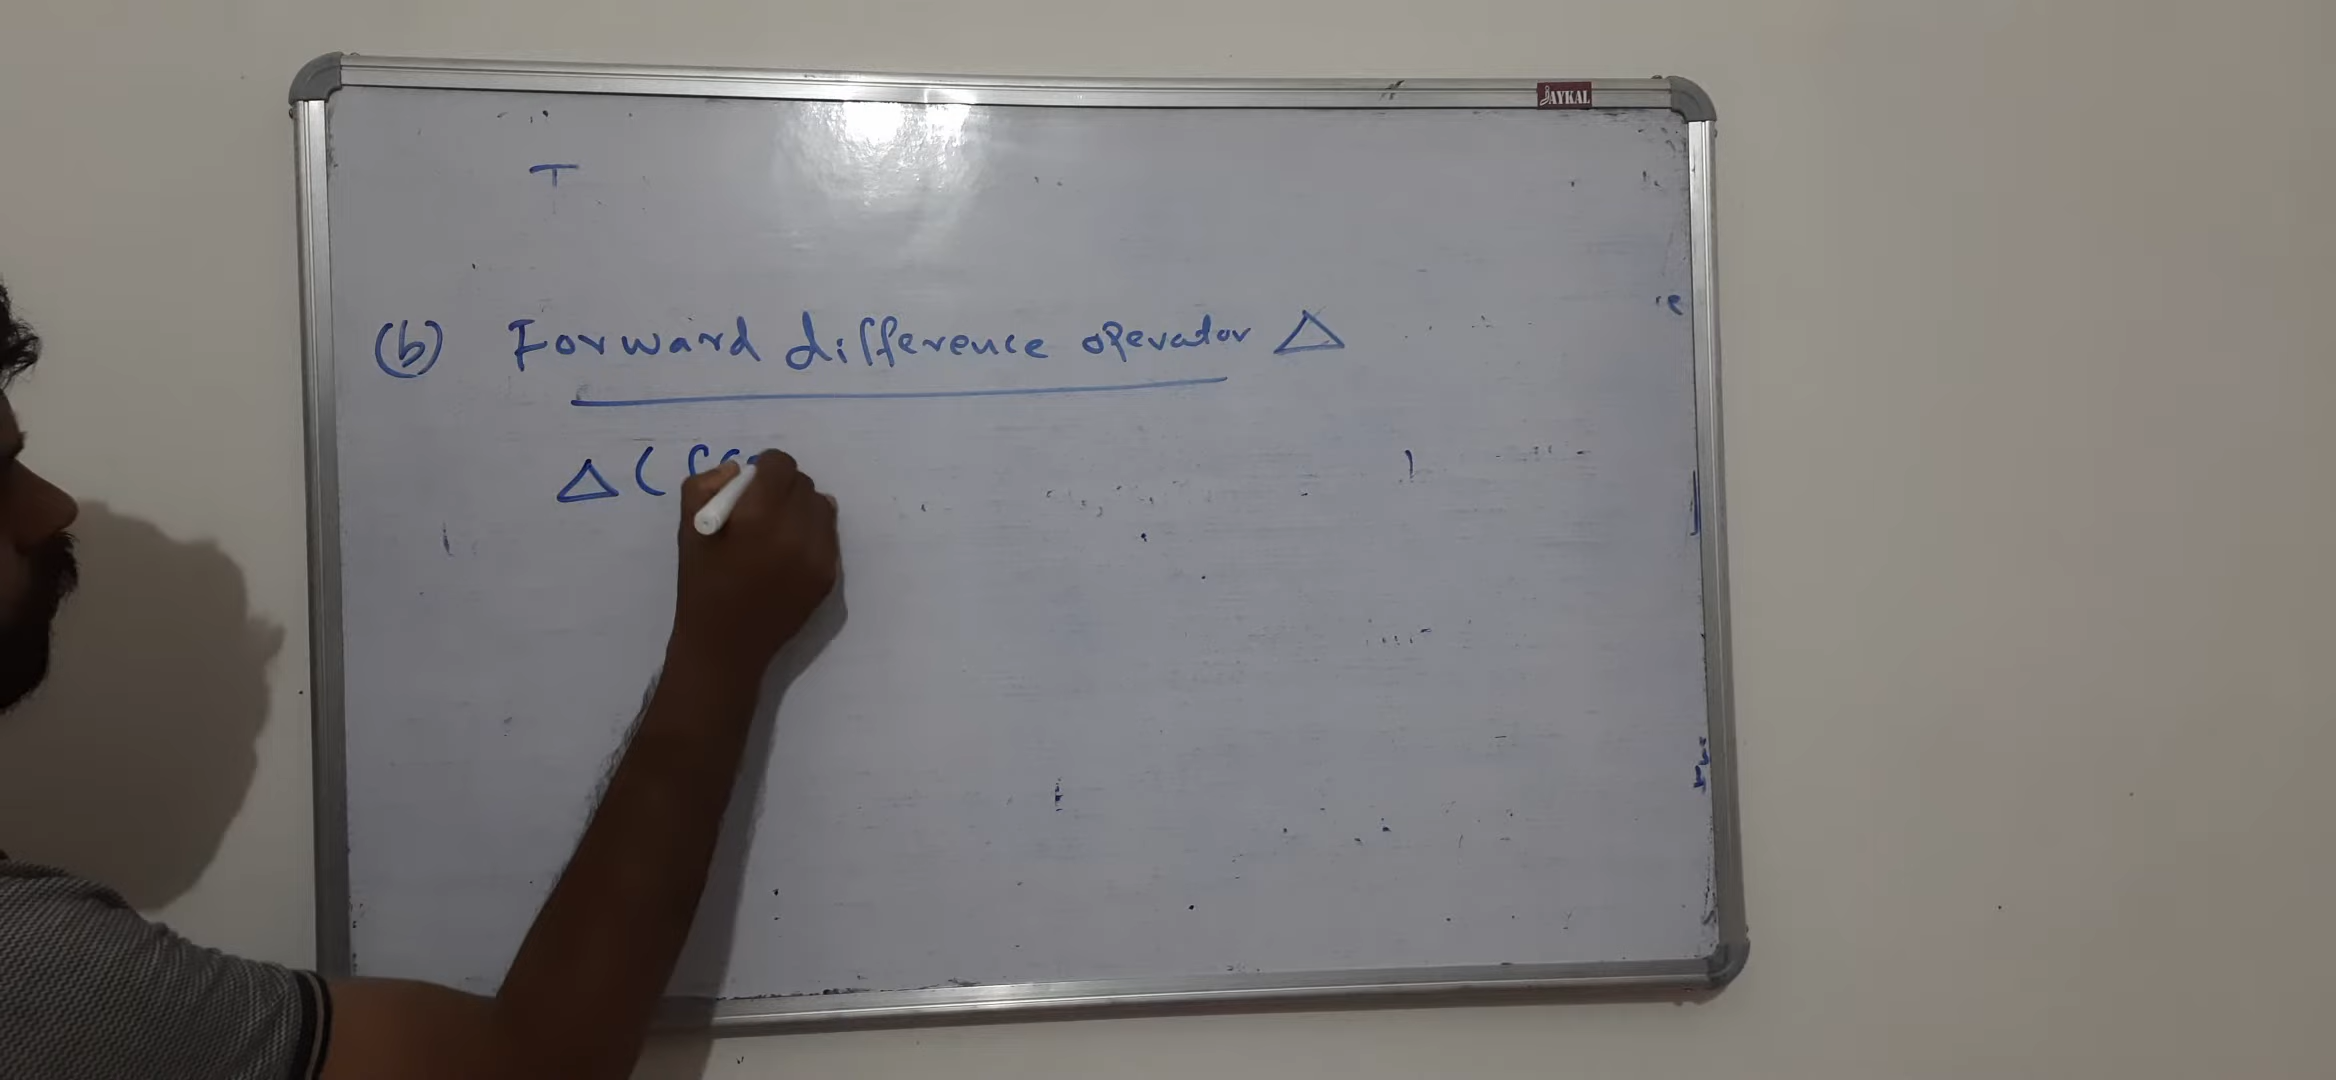 JAYKAL
T
(b) Forward difference operator △
△ ( f(